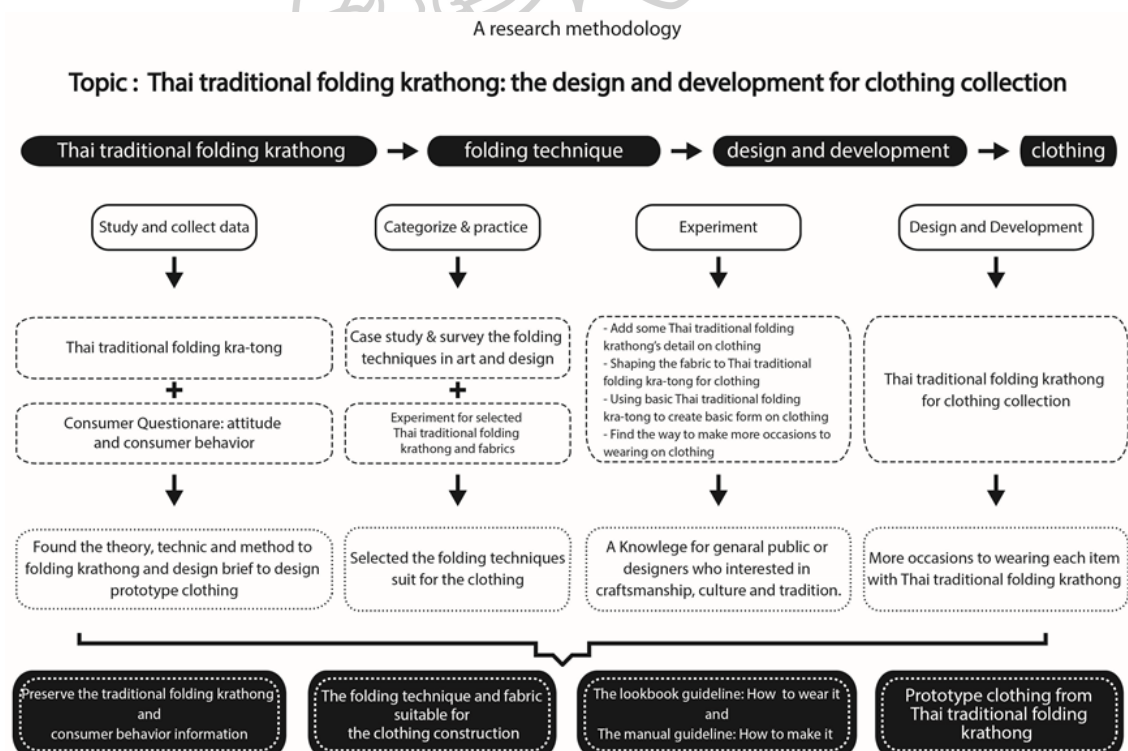 A research methodology
Topic : Thai traditional folding krathong: the design and development for clothing collection
Thai traditional folding krathong
folding technique
design and development
clothing
Study and collect data
Categorize & practice
Experiment
Design and Development
Thai traditional folding kra-tong
+
Consumer Questionare: attitude
and consumer behavior
Case study & survey the folding
techniques in art and design
+
Experiment for selected
Thai traditional folding
krathong and fabrics
- Add some Thai traditional folding
krathong's detail on clothing
- Shaping the fabric to Thai traditional
folding kra-tong for clothing
- Using basic Thai traditional folding
kra-tong to create basic form on clothing
- Find the way to make more occasions to
wearing on clothing
Thai traditional folding krathong
for clothing collection
Found the theory, technic and method to
folding krathong and design brief to design
prototype clothing
Selected the folding techniques
suit for the clothing
A Knowlege for genaral public or
designers who interested in
craftsmanship, culture and tradition.
More occasions to wearing each item
with Thai traditional folding krathong
Preserve the traditional folding krathong
and
consumer behavior information
The folding technique and fabric
suitable for
the clothing construction
The lookbook guideline: How to wear it
and
The manual guideline: How to make it
Prototype clothing from
Thai traditional folding
krathong